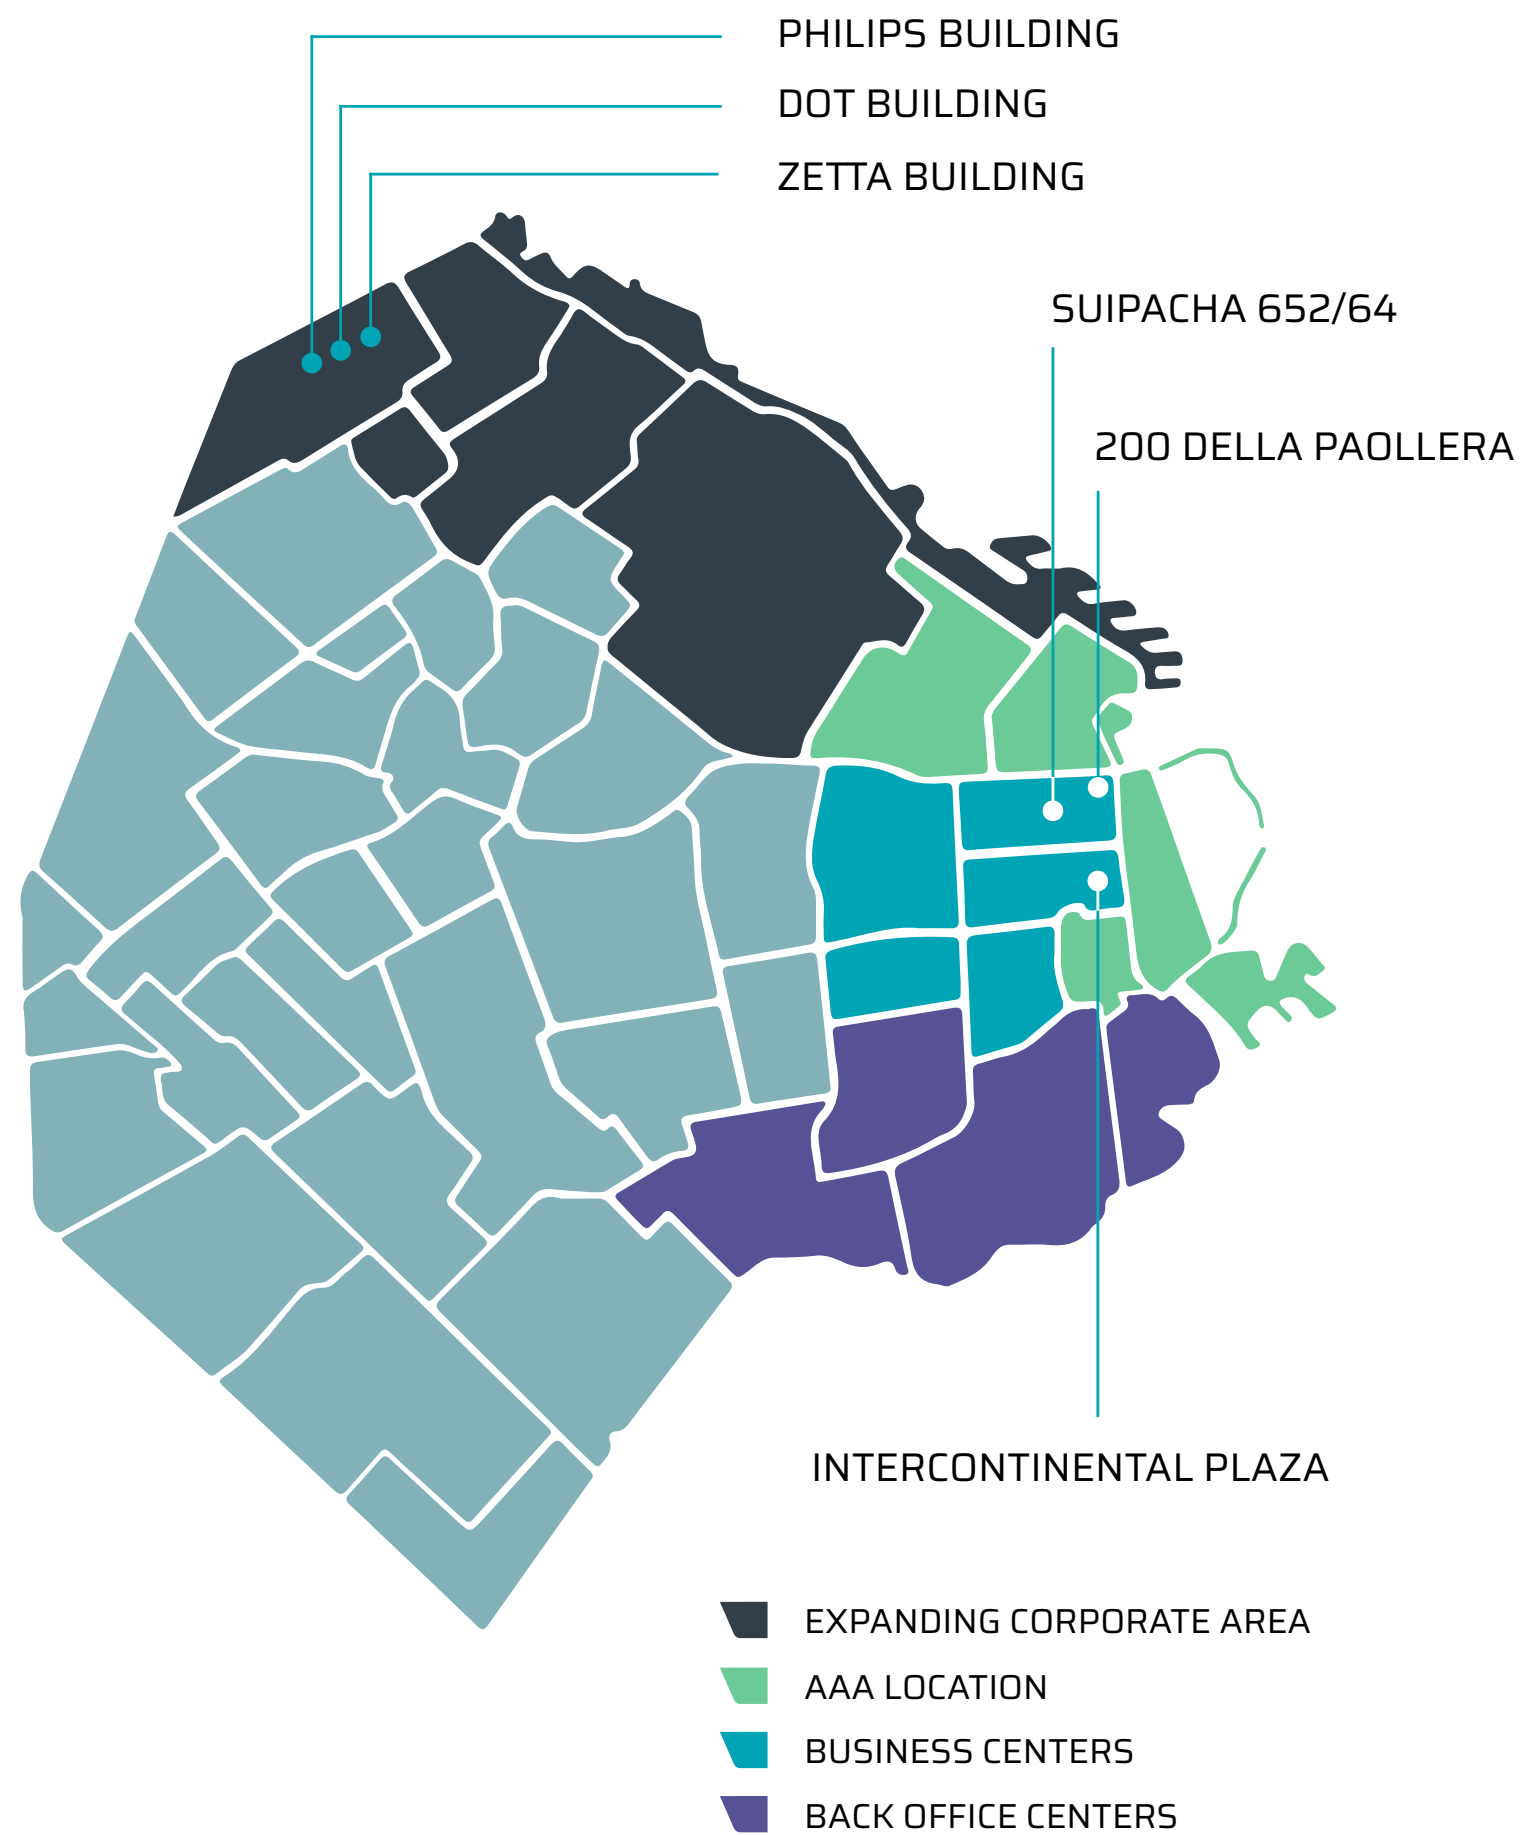 PHILIPS BUILDING
DOT BUILDING
ZETTA BUILDING
SUIPACHA 652/64
200 DELLA PAOLLERA
INTERCONTINENTAL PLAZA
EXPANDING CORPORATE AREA
AAA LOCATION
BUSINESS CENTERS
BACK OFFICE CENTERS